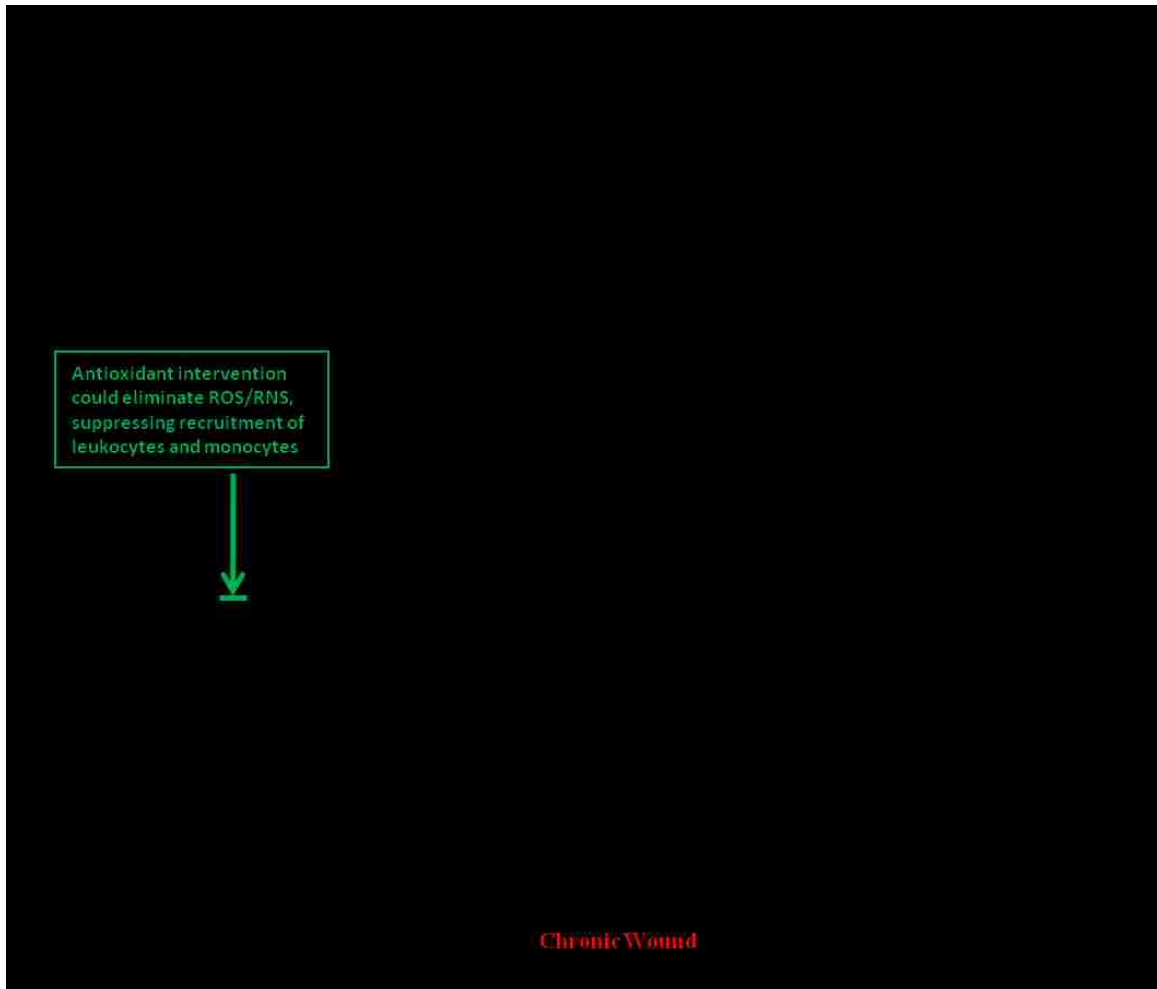 Antioxidant intervention
could eliminate ROS/RNS,
suppressing recruitment of
leukocytes and monocytes
Chronic Wound